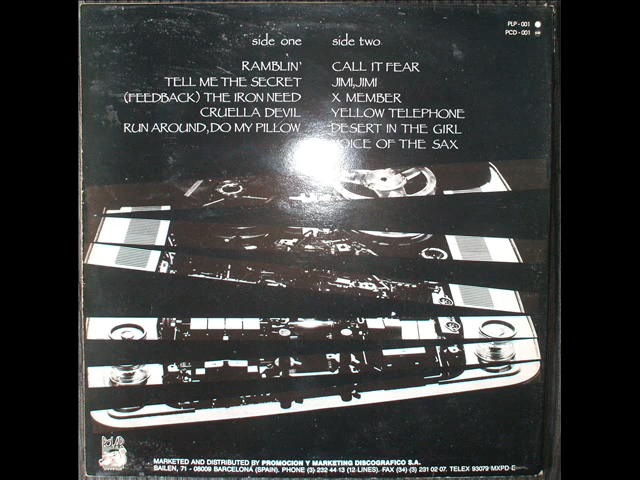 PLP - 001
PCD - 001
side one
RAMBLIN'
TELL ME THE SECRET
(FEEDBACK) THE IRON NEED
CRUELLA DEVIL
RUN AROUND, DO MY PILLOW
side two
CALL IT FEAR
JIMI, JIMI
X MEMBER
YELLOW TELEPHONE
DESERT IN THE GIRL
VOICE OF THE SAX
POLAR
MARKETED AND DISTRIBUTED BY PROMOCION Y MARKETING DISCOGRAFICO S.A.
BAILEN, 71 - 08009 BARCELONA (SPAIN). PHONE (3) 232 44 13 (12-LINES). FAX (34) (3) 231 02 07. TELEX 93079 MXPD E